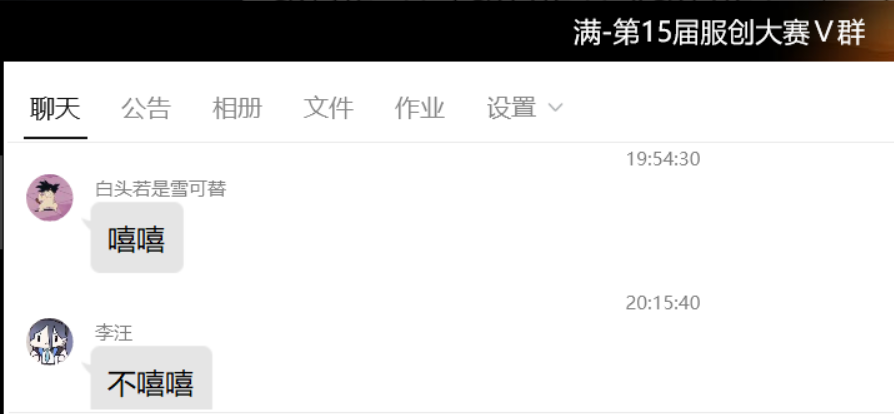 满-第15届服创大赛Ⅴ群
聊天 公告 相册 文件 作业 设置
19:54:30
白头若是雪可替
嘻嘻
20:15:40
李汪
不嘻嘻